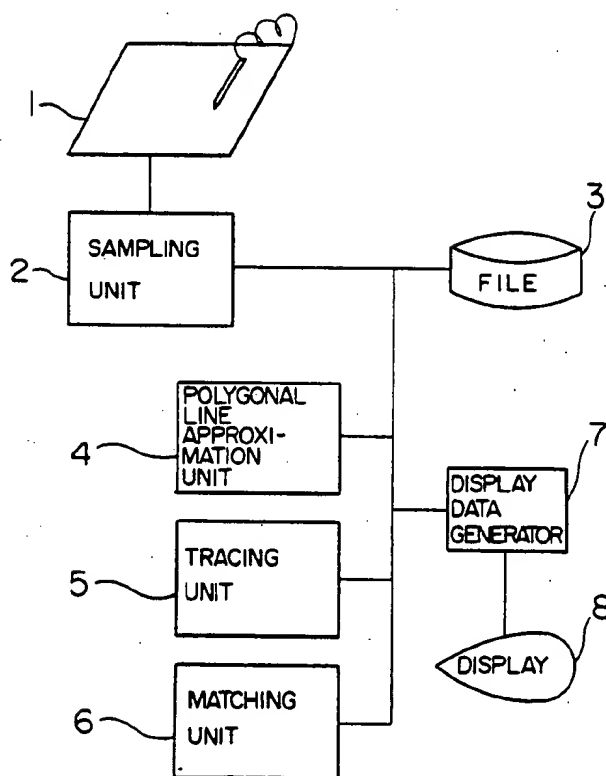 1
SAMPLING
UNIT
2
3
FILE
POLYGONAL
LINE
APPROXI-
MATION
UNIT
4
7
DISPLAY
DATA
GENERATOR
TRACING
UNIT
5
8
DISPLAY
MATCHING
UNIT
6